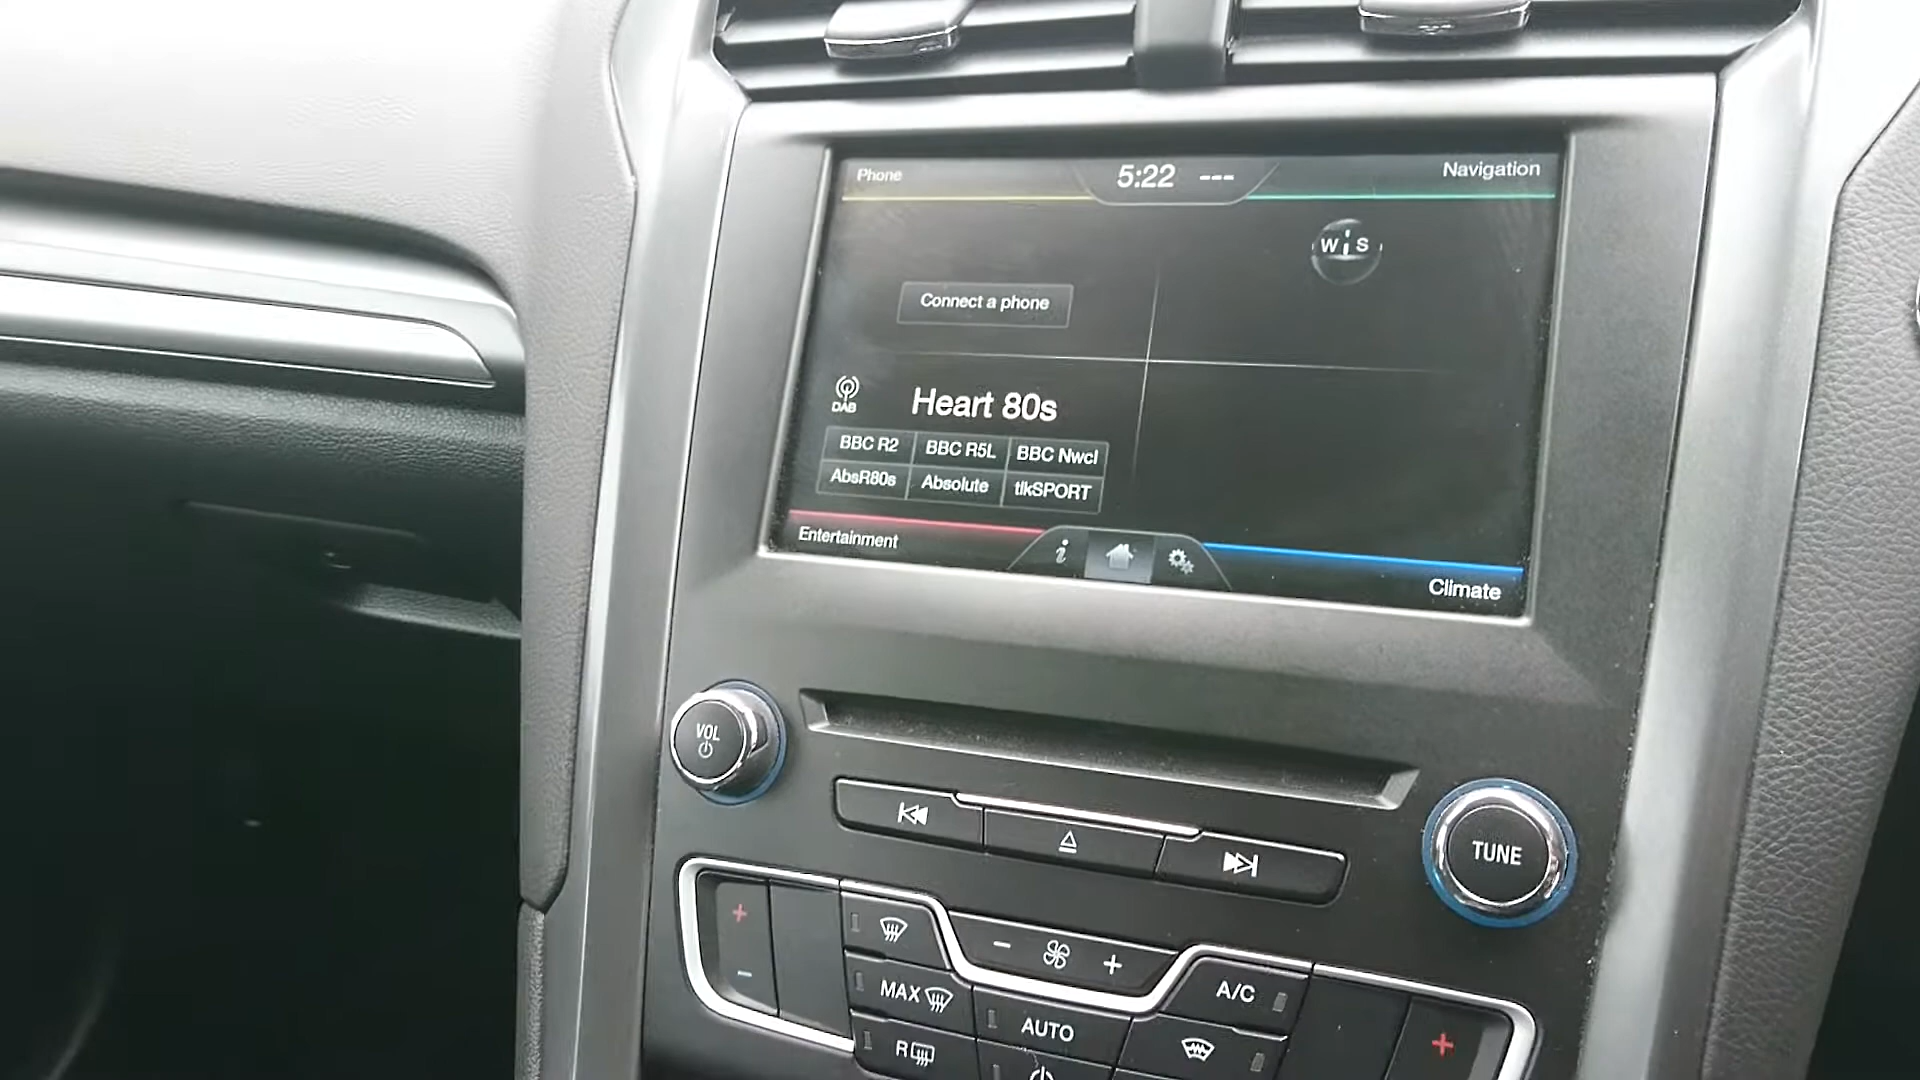 Phone 5:22 --- Navigation
W S
Connect a phone
DAB Heart 80s
BBC R2 BBC R5L BBC Nwcl
AbsR80s Absolute tlkSPORT
Entertainment i Climate
VOL
TUNE
+
- - + A/C
MAX
AUTO
R +